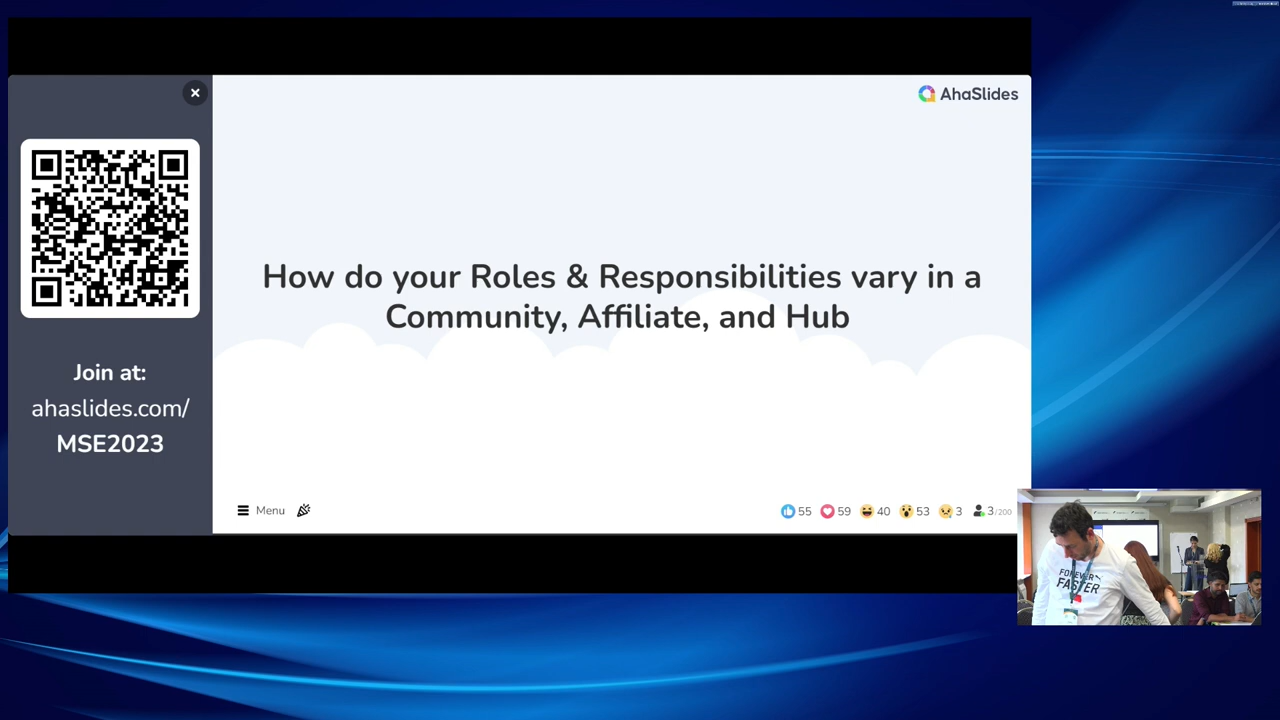 AhaSlides
How do your Roles & Responsibilities vary in a
Community, Affiliate, and Hub
Join at:
ahaslides.com/
MSE2023
Menu
55 59 40 53 3 3/200
FOREVER
FASTER